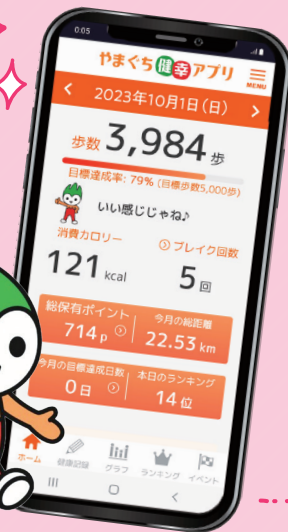 0:05
やまぐち健幸アプリ
MENU
2023年10月1日(日)
歩数 3,984 歩
目標達成率: 79% (目標歩数5,000歩)
いい感じじゃね♪
消費カロリー
ブレイク回数
121 kcal
5回
総保有ポイント
今月の総距離
714 p
22.53 km
今月の目標達成日数
本日のランキング
0日
14位
ホーム
健康記録
グラフ
ランキング
イベント